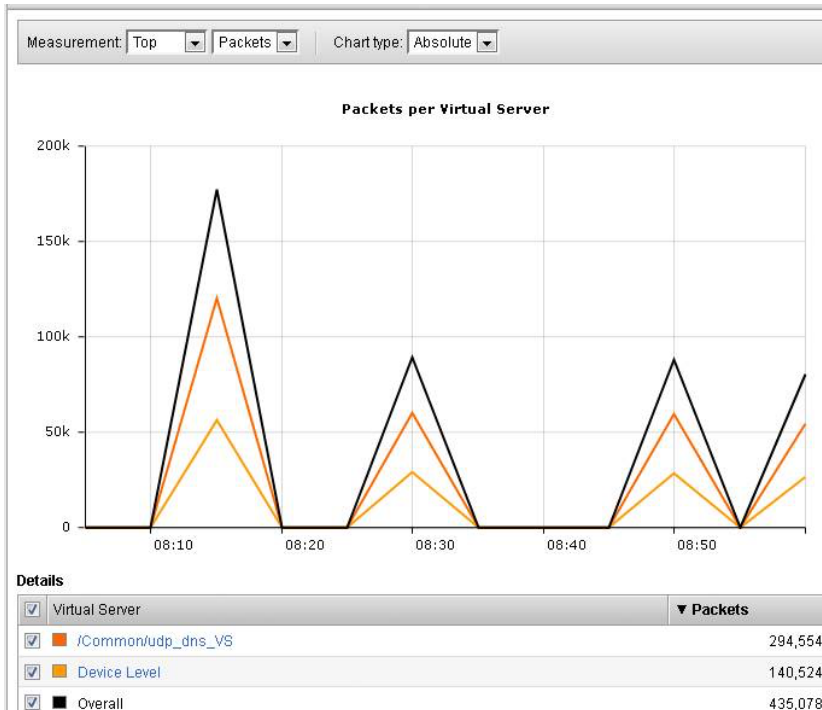 Measurement: Top Packets Chart type: Absolute
Packets per Virtual Server
200k
150k
100k
50k
0
08:10 08:20 08:30 08:40 08:50
Details
Virtual Server ▼ Packets
/Common/udp_dns_VS 294,554
Device Level 140,524
Overall 435,078